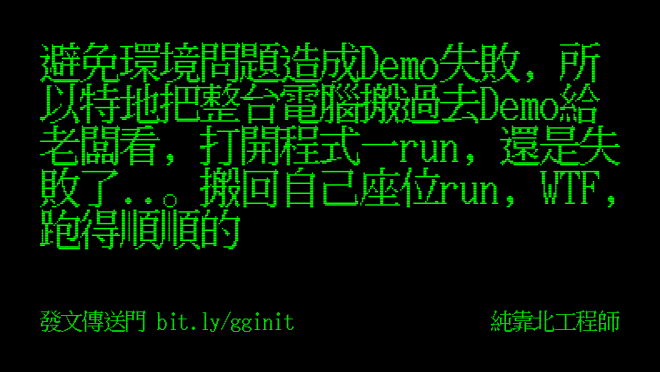 避免環境問題造成Demo失敗, 所
以特地把整台電腦搬過去Demo給
老闆看, 打開程式一run, 還是失
敗了..。搬回自己座位run, WTF,
跑得順順的
發文傳送門 bit.ly/gginit
純靠北工程師